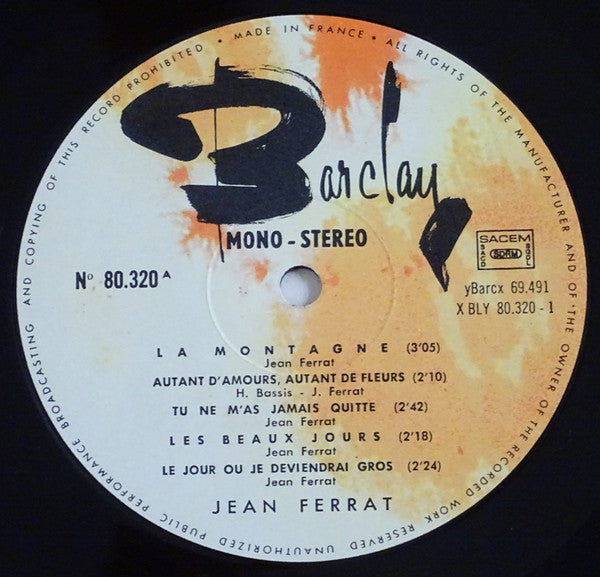 MADE IN FRANCE • ALL RIGHTS OF THE MANUFACTURER AND OF THE OWNER OF THE RECORDED WORK RESERVED UNAUTHORIZED PUBLIC PERFORMANCE BROADCASTING AND COPYING OF THIS RECORD PROHIBITED •
Barclay
MONO - STEREO
SACEM
SACD SDRM SGDL
No 80.320 A
yBarcx 69.491
X BLY 80.320 - 1
LA MONTAGNE (3'05)
Jean Ferrat
AUTANT D'AMOURS, AUTANT DE FLEURS (2'10)
H. Bassis - J. Ferrat
TU NE M'AS JAMAIS QUITTE (2'42)
Jean Ferrat
LES BEAUX JOURS (2'18)
Jean Ferrat
LE JOUR OU JE DEVIENDRAI GROS (2'24)
Jean Ferrat
JEAN FERRAT